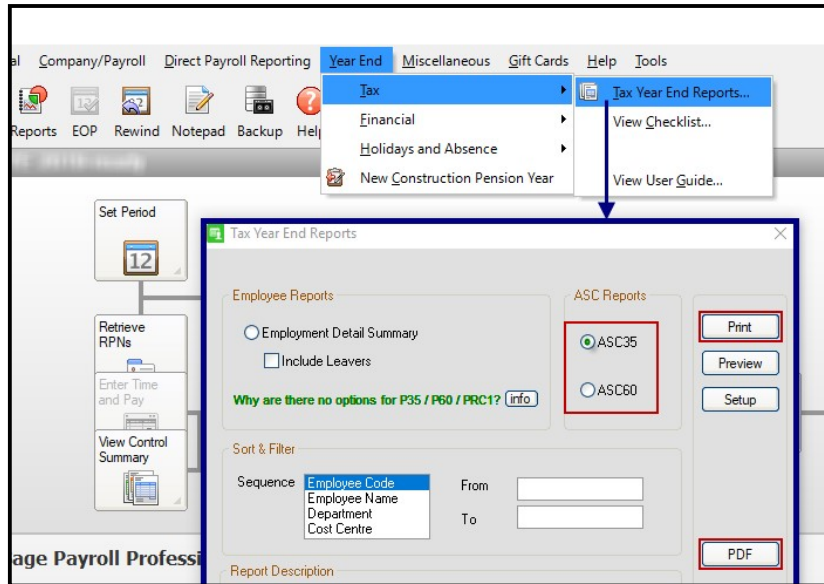 al Company/Payroll Direct Payroll Reporting Year End Miscellaneous Gift Cards Help Tools
Reports EOP Rewind Notepad Backup Help
Tax
Financial
Holidays and Absence
New Construction Pension Year
Tax Year End Reports...
View Checklist...
View User Guide...
Set Period
12
Retrieve
RPNs
Enter Time
and Pay
View Control
Summary
Tax Year End Reports
Employee Reports
Employment Detail Summary
Include Leavers
Why are there no options for P35 / P60 / PRC1? info
ASC Reports
ASC35
ASC60
Print
Preview
Setup
Sort & Filter
Sequence
Employee Code
Employee Name
Department
Cost Centre
From
To
PDF
Report Description
age Payroll Professi